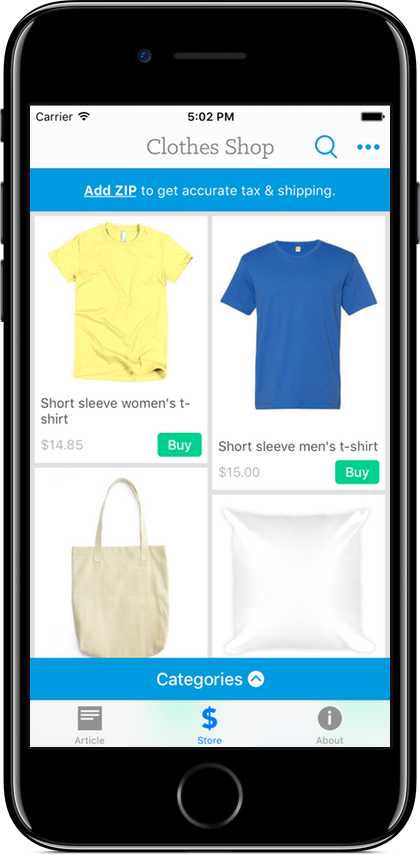 Carrier 5:02 PM
Clothes Shop
Add ZIP to get accurate tax & shipping.
Short sleeve women's t-
shirt
$14.85 Buy
Short sleeve men's t-shirt
$15.00 Buy
Categories
Article Store About